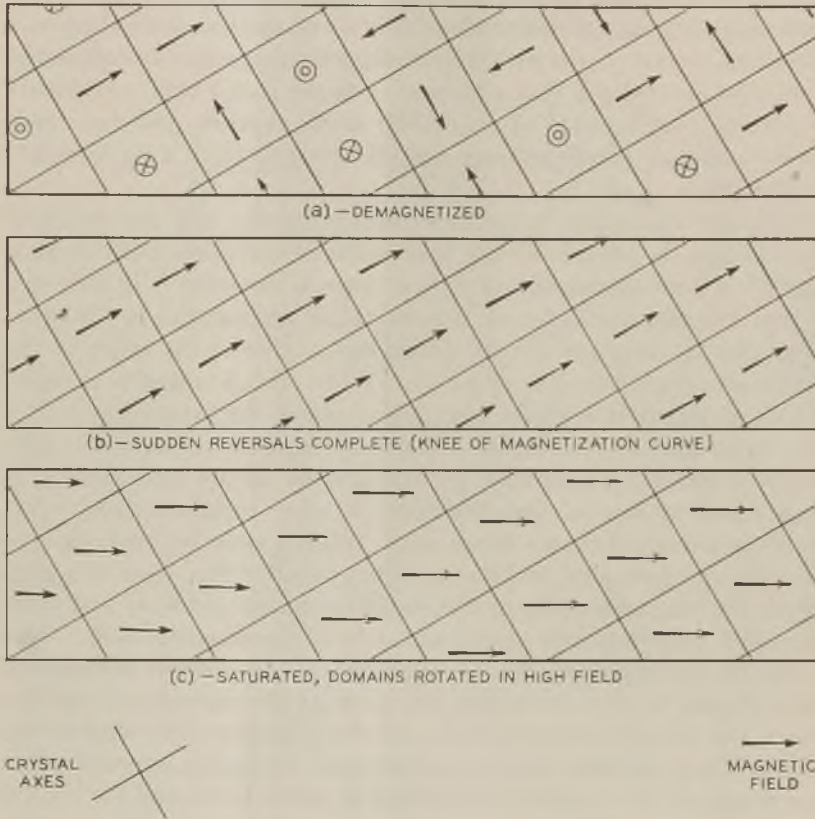 (a)—DEMAGNETIZED
(b)—SUDDEN REVERSALS COMPLETE (KNEE OF MAGNETIZATION CURVE)
(c)—SATURATED, DOMAINS ROTATED IN HIGH FIELD
CRYSTAL
AXES
MAGNETIC
FIELD